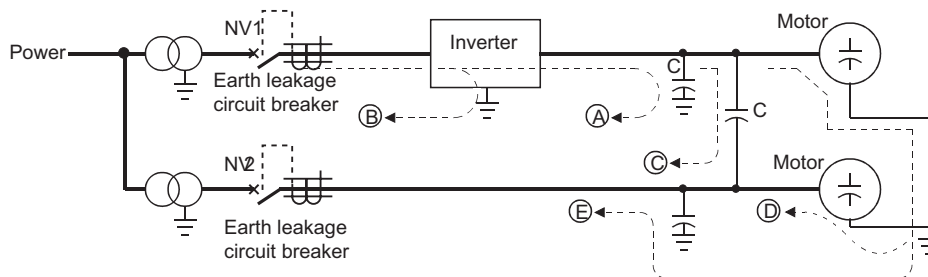 Motor
NV1
Power
Inverter
C
Earth leakage
circuit breaker
B
A
C
C
Motor
NV2
E
D
Earth leakage
circuit breaker